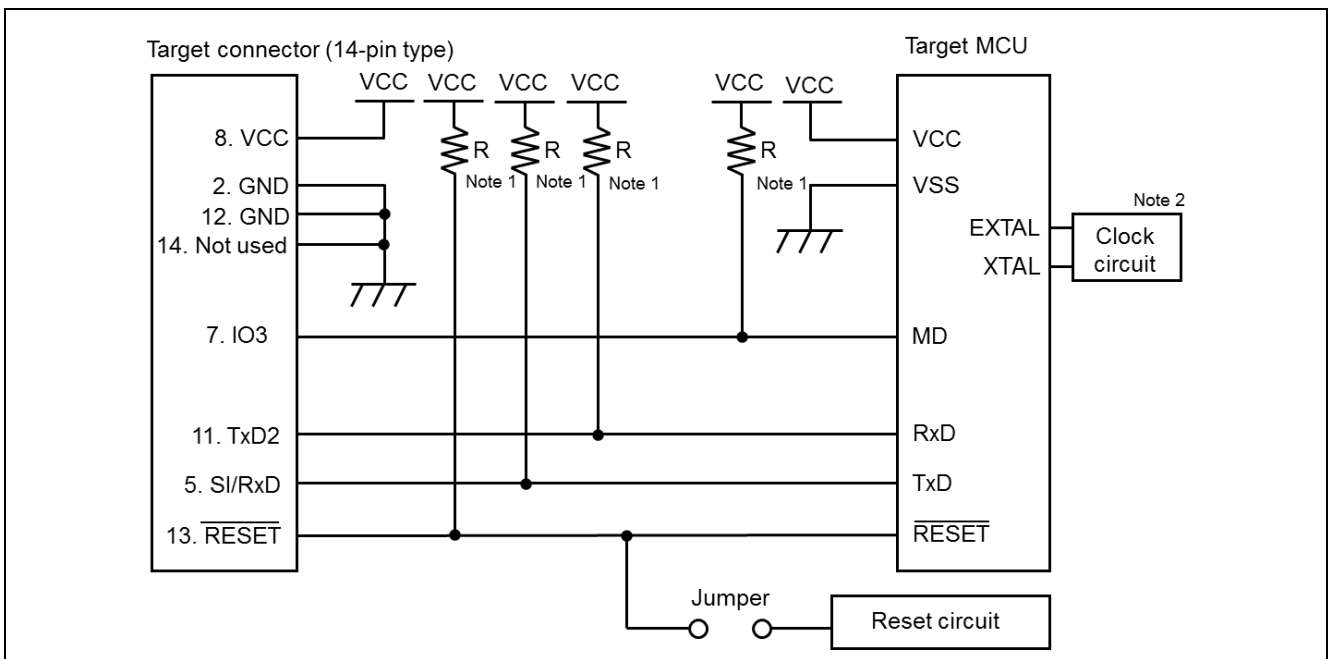 Target connector (14-pin type)
Target MCU
VCC VCC VCC VCC VCC VCC
8. VCC
R R R R
VCC
Note 1 Note 1 Note 1 Note 1
2. GND
VSS
12. GND
Note 2
14. Not used
EXTAL
Clock
circuit
XTAL
7. IO3
MD
11. TxD2
RxD
5. SI/RxD
TxD
13. RESET
RESET
Jumper
Reset circuit